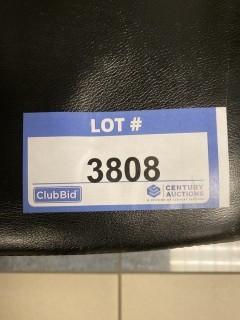 LOT #
3808
ClubBid
CENTURY
AUCTIONS